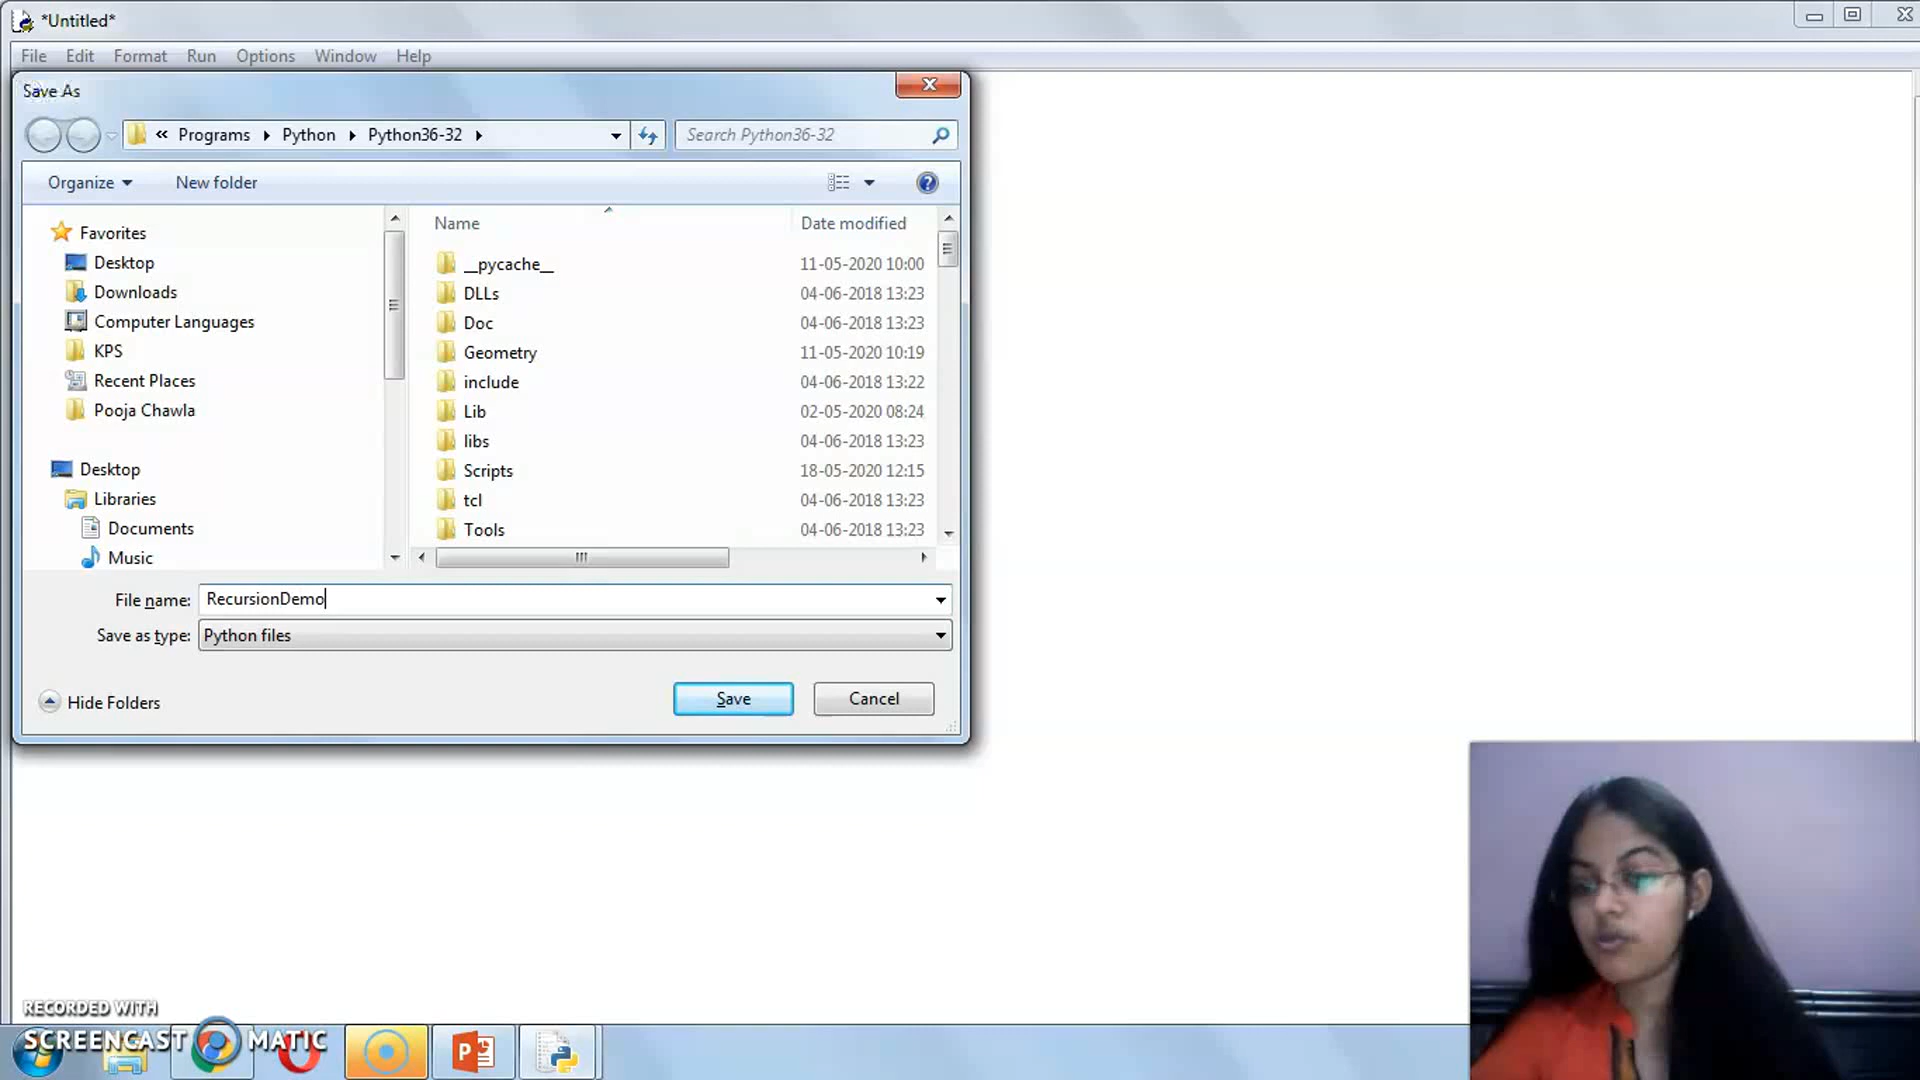 *Untitled*
File Edit Format Run Options Window Help
Save As
« Programs Python Python36-32
Search Python36-32
Organize New folder
Name Date modified
Favorites
Desktop
Downloads
Computer Languages
KPS
Recent Places
Pooja Chawla
Desktop
Libraries
Documents
Music
__pycache__ 11-05-2020 10:00
DLLs 04-06-2018 13:23
Doc 04-06-2018 13:23
Geometry 11-05-2020 10:19
include 04-06-2018 13:22
Lib 02-05-2020 08:24
libs 04-06-2018 13:23
Scripts 18-05-2020 12:15
tcl 04-06-2018 13:23
Tools 04-06-2018 13:23
File name: RecursionDemo
Save as type: Python files
Hide Folders
Save Cancel
RECORDED WITH
SCREENCAST MATIC